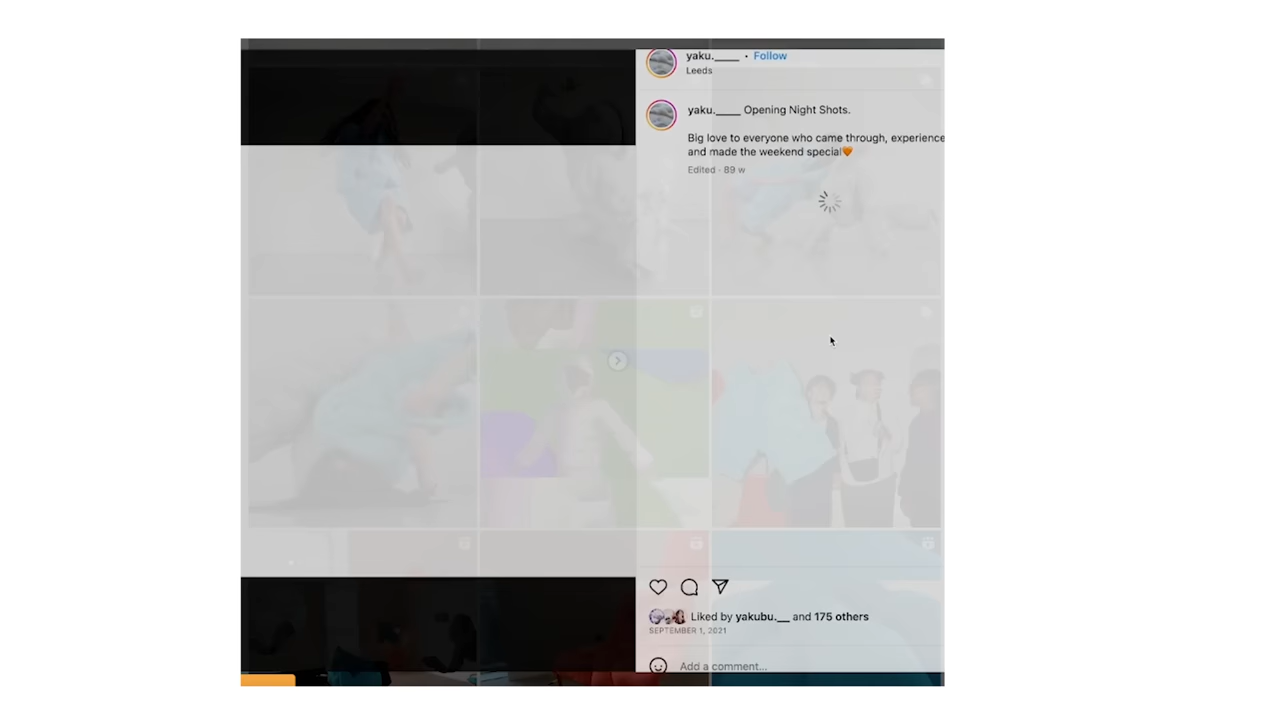 yaku.____ • Follow
Leeds
yaku.____ Opening Night Shots.
Big love to everyone who came through, experience
and made the weekend special🧡
Edited · 89 w
Liked by yakubu.__ and 175 others
SEPTEMBER 1, 2021
Add a comment...